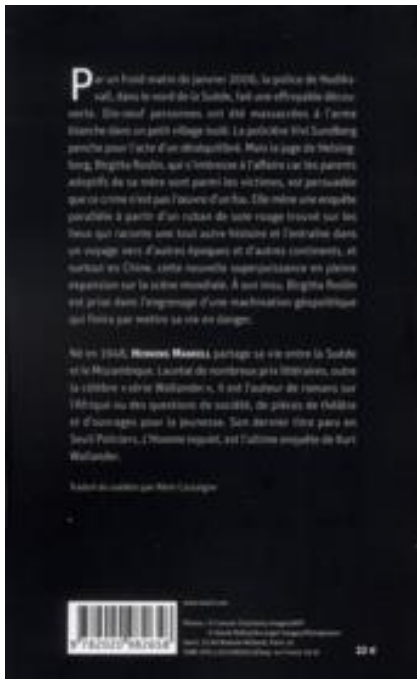 Par un froid matin de janvier 2006, la police de Hudiks-
vall, dans le nord de la Suède, fait une effroyable décou-
verte. Dix-neuf personnes ont été massacrées à l'arme
blanche dans un petit village isolé. La policière Vivi Sundberg
penche pour l'acte d'un déséquilibré. Mais la juge de Helsing-
borg, Birgitta Roslin, qui s'intéresse à l'affaire car les parents
adoptifs de sa mère sont parmi les victimes, est persuadée
que ce crime n'est pas l'œuvre d'un fou. Elle mène une enquête
parallèle à partir d'un ruban de soie rouge trouvé sur les
lieux qui raconte une tout autre histoire et l'entraîne dans
un voyage vers d'autres époques et d'autres continents, et
surtout en Chine, cette nouvelle superpuissance en pleine
expansion sur la scène mondiale. À son insu, Birgitta Roslin
est prise dans l'engrenage d'une machination géopolitique
qui finira par mettre sa vie en danger.
Né en 1948, HENNING MANKELL partage sa vie entre la Suède
et le Mozambique. Lauréat de nombreux prix littéraires, outre
la célèbre « série Wallander », il est l'auteur de romans sur
l'Afrique ou des questions de société, de pièces de théâtre
et d'ouvrages pour la jeunesse. Son dernier titre paru en
Seuil Policiers, L'Homme inquiet, est l'ultime enquête de Kurt
Wallander.
Traduit du suédois par Rémi Cassaigne
22 €